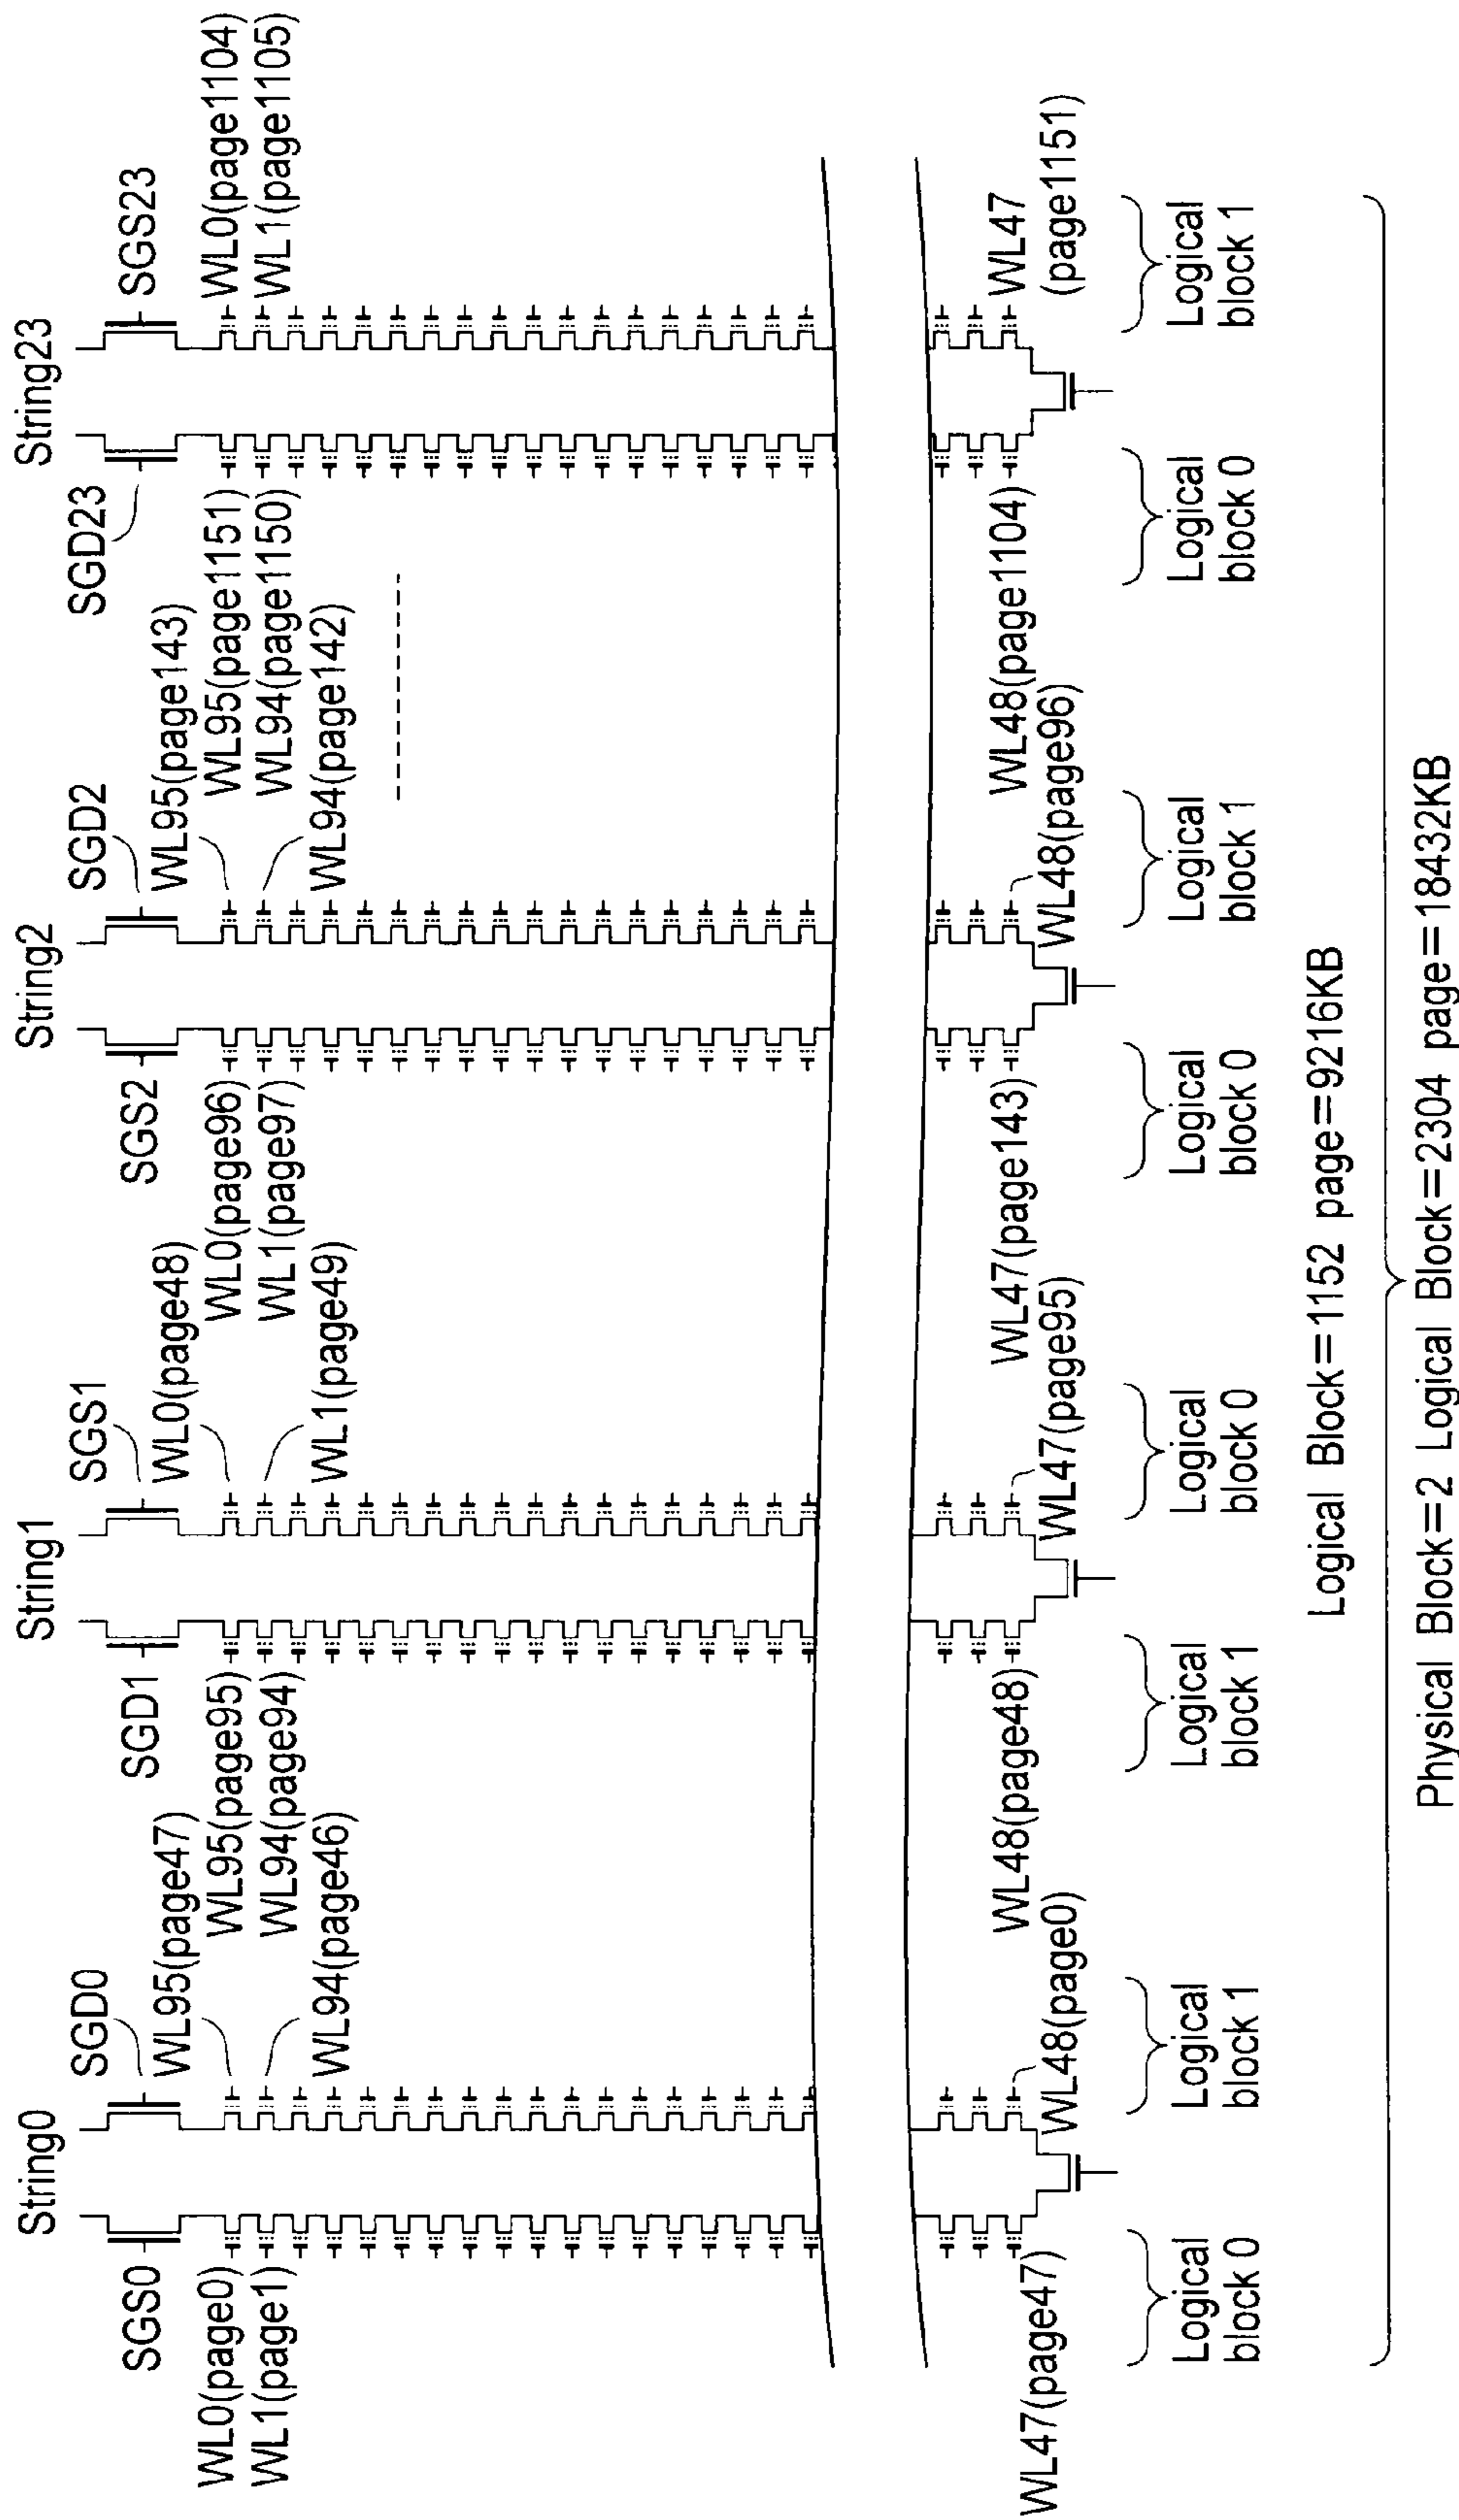 String0
String1
String2
String23
SGS0
SGD0
SGD1
SGS1
SGS2
SGD2
SGD23
SGS23
WL0(page0)
WL1(page1)
WL95(page47)
WL94(page46)
WL95(page95)
WL94(page94)
WL0(page48)
WL1(page49)
WL0(page96)
WL1(page97)
WL95(page143)
WL94(page142)
WL95(page1151)
WL94(page1150)
WL0(page1104)
WL1(page1105)
WL47(page47)
WL48(page0)
WL48(page48)
WL47(page95)
WL47(page143)
WL48(page96)
WL48(page1104)
WL47
(page1151)
Logical
block 0
Logical
block 1
Logical
block 1
Logical
block 0
Logical
block 0
Logical
block 1
Logical
block 0
Logical
block 1
Logical Block=1152 page=9216KB
Physical Block=2 Logical Block=2304 page=18432KB